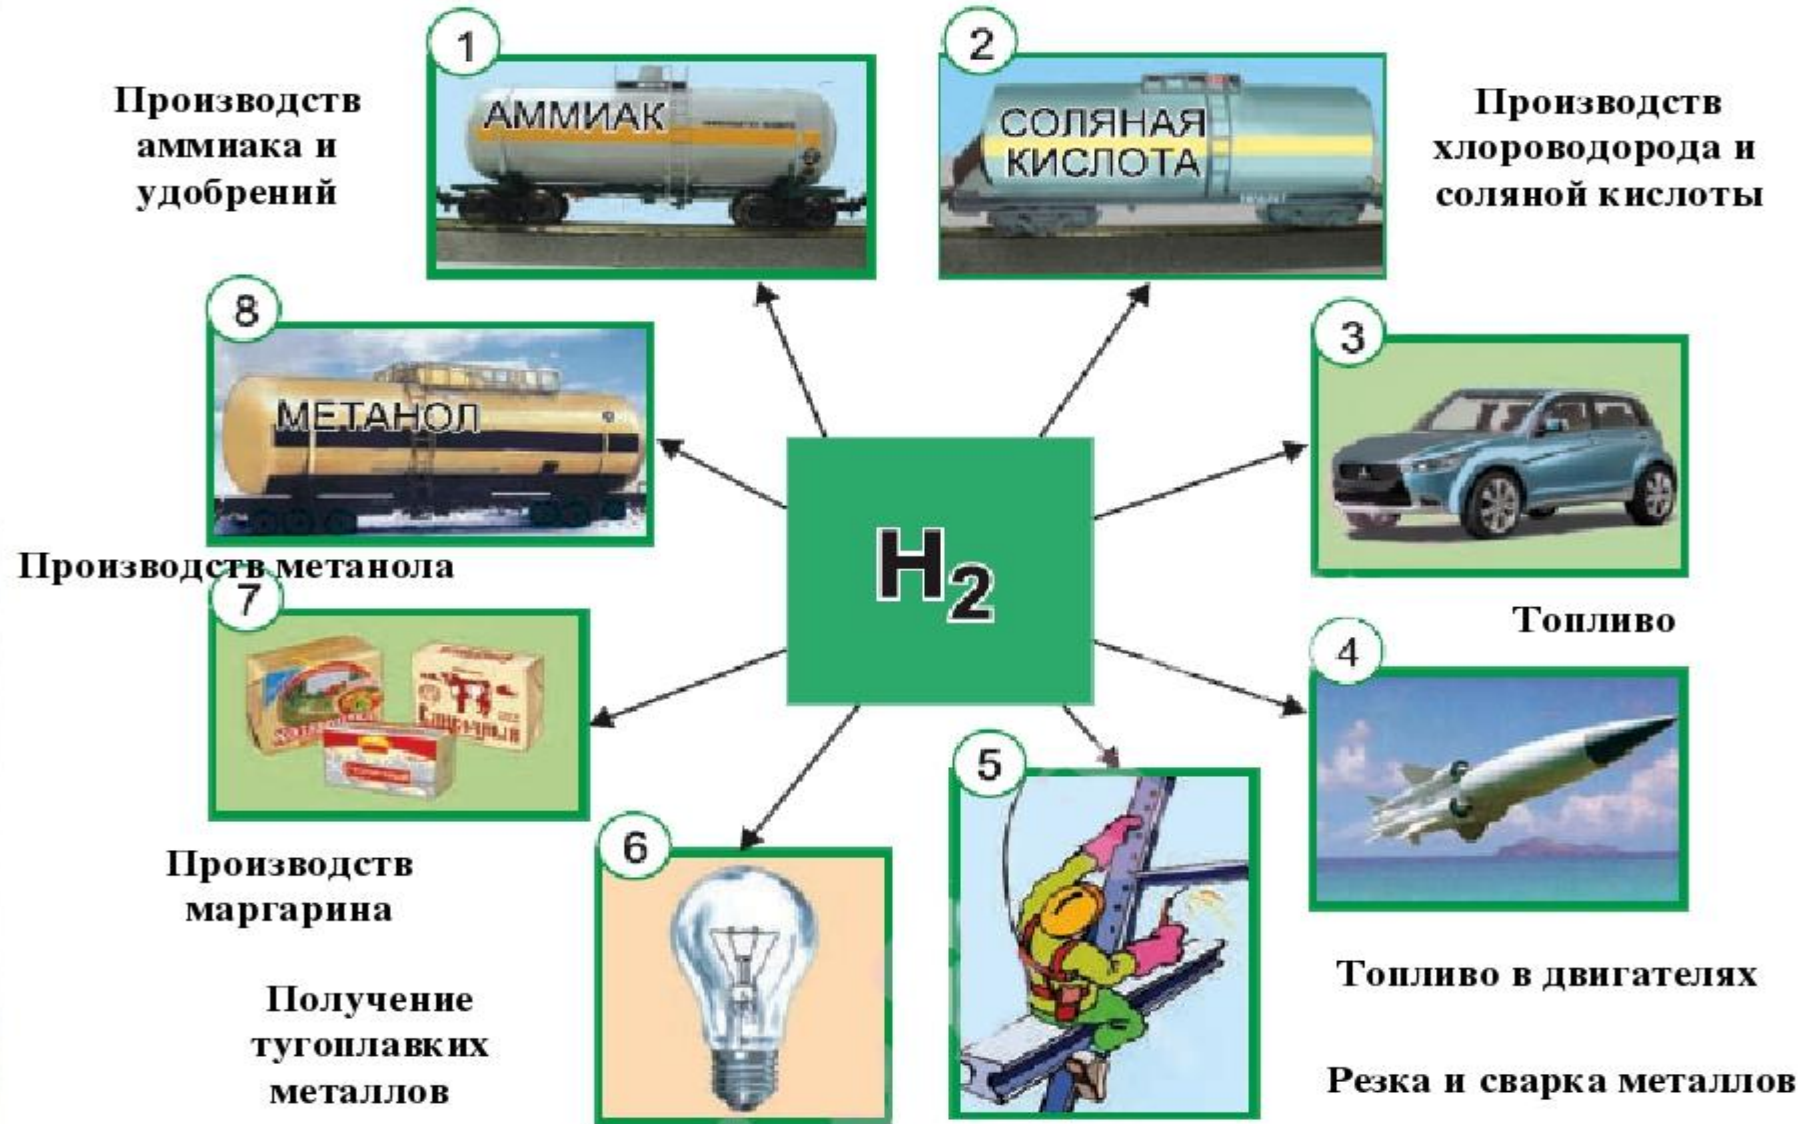 1
Производств
аммиака и
удобрений
АММИАК
2
СОЛЯНАЯ
КИСЛОТА
Производств
хлороводорода и
соляной кислоты
8
МЕТАНОЛ
Производств метанола
3
Топливо
H2
7
Производств
маргарина
4
Топливо в двигателях
5
Резка и сварка металлов
6
Получение
тугоплавких
металлов